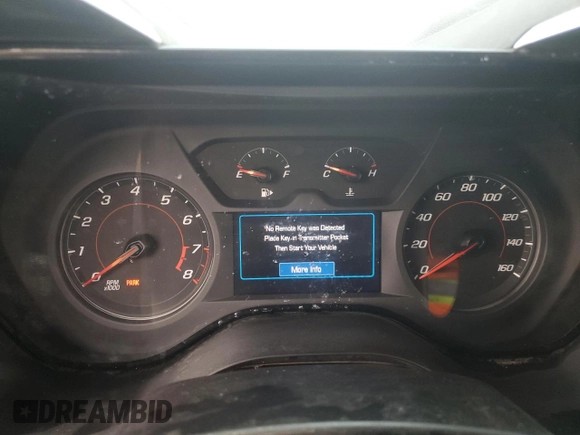 E F
C H
1 2 3 4 5 6 7 8
0
RPM
x1000
PARK
No Remote Key was Detected
Place Key in Transmitter Pocket
Then Start Your Vehicle
More Info
0 20 40 60 80 100 120 140 160
DREAMBID